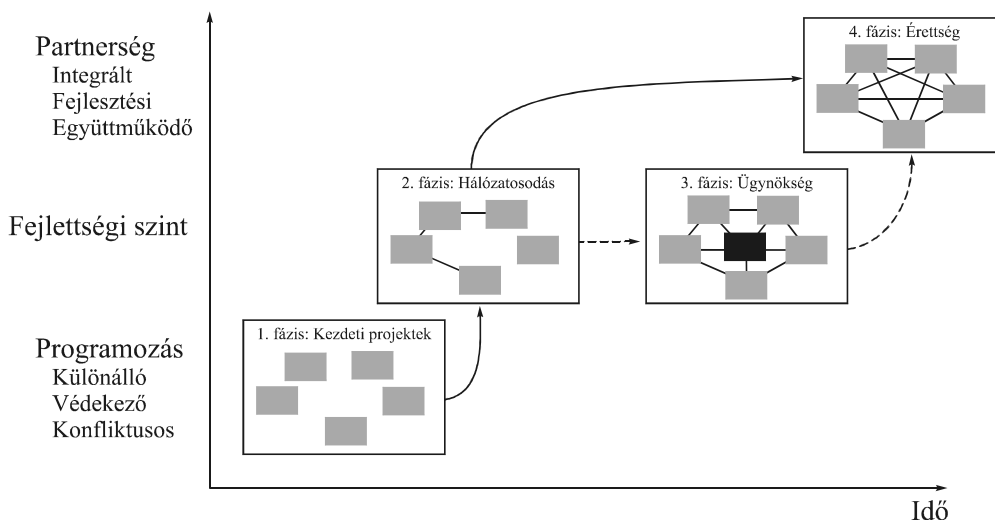 Partnerség
Integrált
Fejlesztési
Együttműködő
4. fázis: Érettség
2. fázis: Hálózatosodás
3. fázis: Ügynökség
Fejlettségi szint
1. fázis: Kezdeti projektek
Programozás
Különálló
Védekező
Konfliktusos
Idő